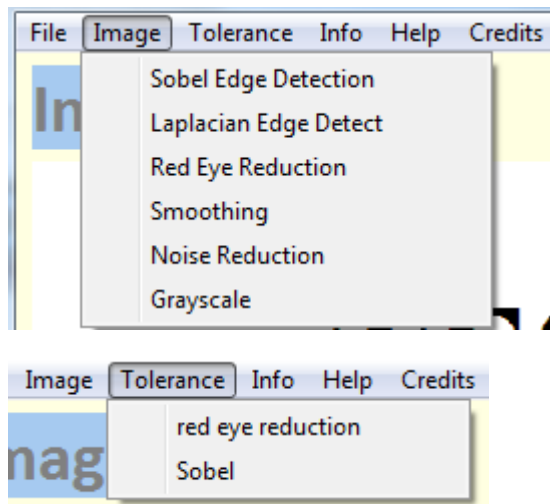 File Image Tolerance Info Help Credits
Sobel Edge Detection
Laplacian Edge Detect
Red Eye Reduction
Smoothing
Noise Reduction
Grayscale
Image Tolerance Info Help Credits
red eye reduction
Sobel